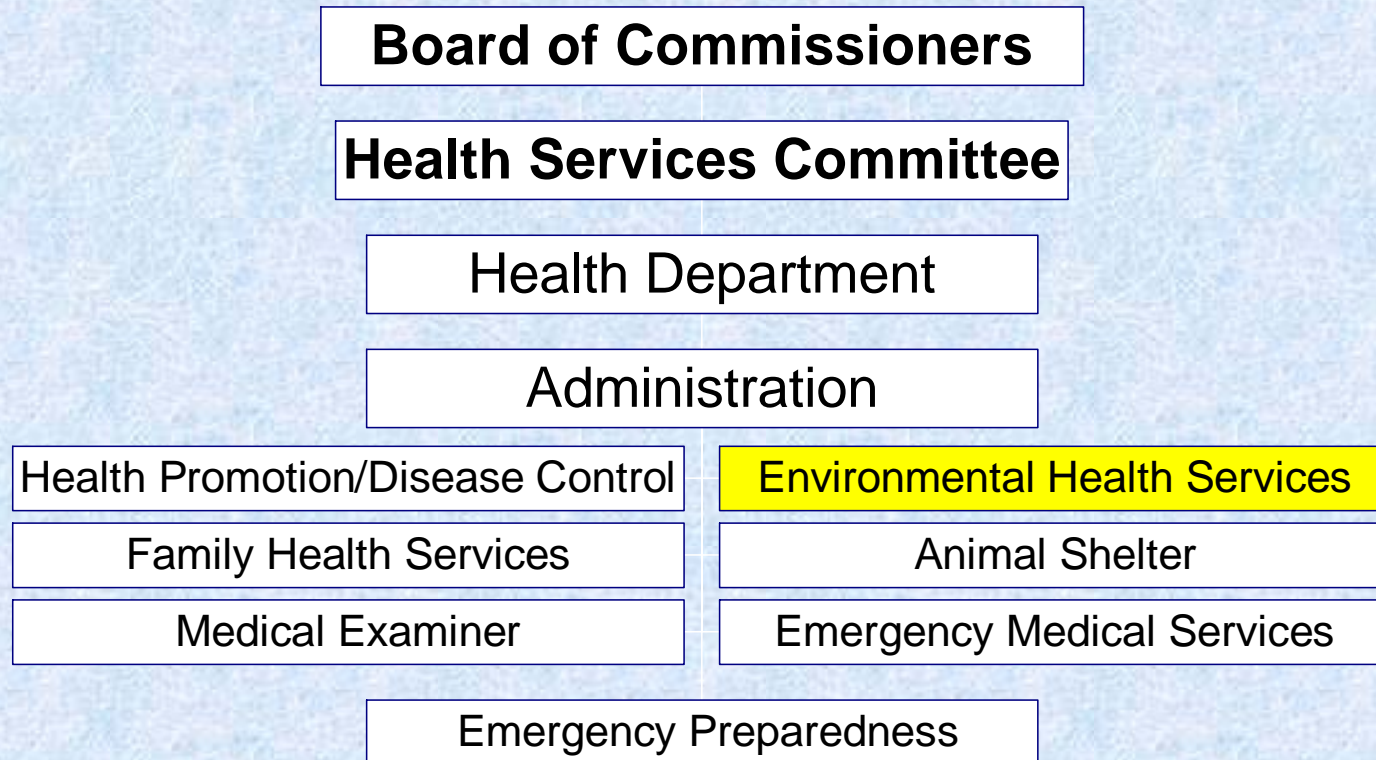 Board of Commissioners
Health Services Committee
Health Department
Administration
Health Promotion/Disease Control
Environmental Health Services
Family Health Services
Animal Shelter
Medical Examiner
Emergency Medical Services
Emergency Preparedness